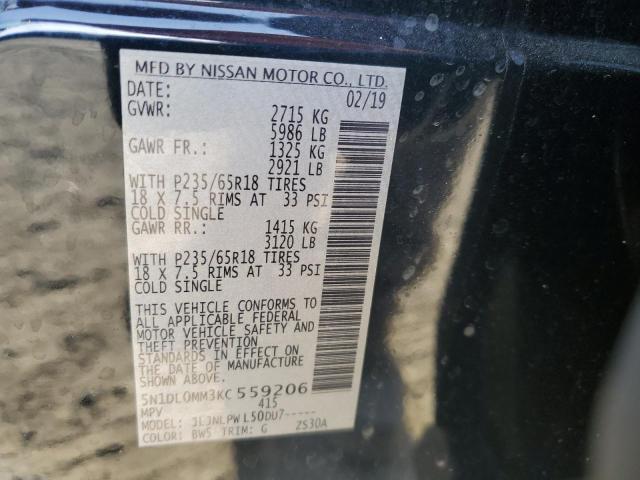 MFD BY NISSAN MOTOR CO., LTD.
DATE: 02/19
GVWR: 2715 KG
5986 LB
GAWR FR.: 1325 KG
2921 LB
WITH P235/65R18 TIRES
18 X 7.5 RIMS AT 33 PSI
COLD SINGLE
GAWR RR.: 1415 KG
3120 LB
WITH P235/65R18 TIRES
18 X 7.5 RIMS AT 33 PSI
COLD SINGLE
THIS VEHICLE CONFORMS TO
ALL APPLICABLE FEDERAL
MOTOR VEHICLE SAFETY AND
THEFT PREVENTION
STANDARDS IN EFFECT ON
THE DATE OF MANUFACTURE
SHOWN ABOVE.
5N1DL0MM3KC559206
MPV 415
MODEL: JLJNLPW L50DU7-----
COLOR: BW5 TRIM: G ZS30A